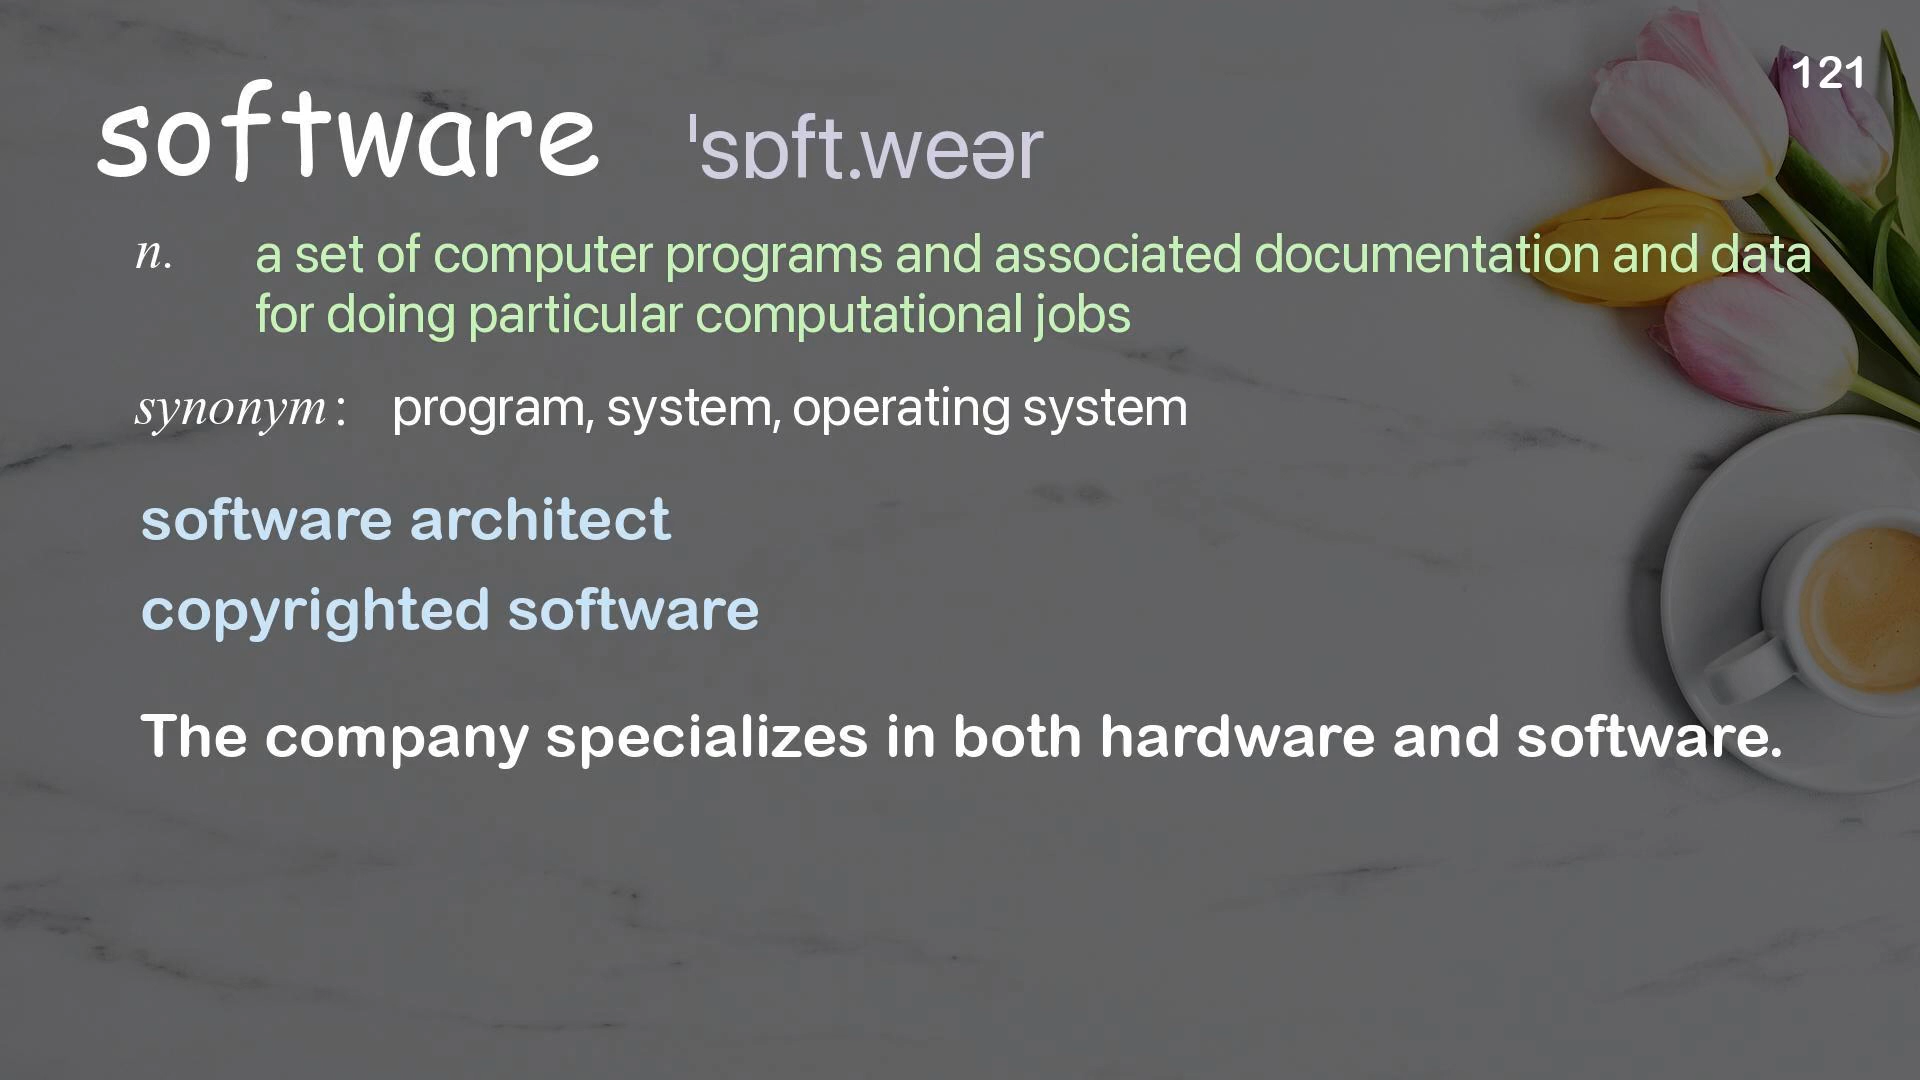 121
software ˈsɒft.weər
n. a set of computer programs and associated documentation and data
for doing particular computational jobs
synonym: program, system, operating system
software architect
copyrighted software
The company specializes in both hardware and software.